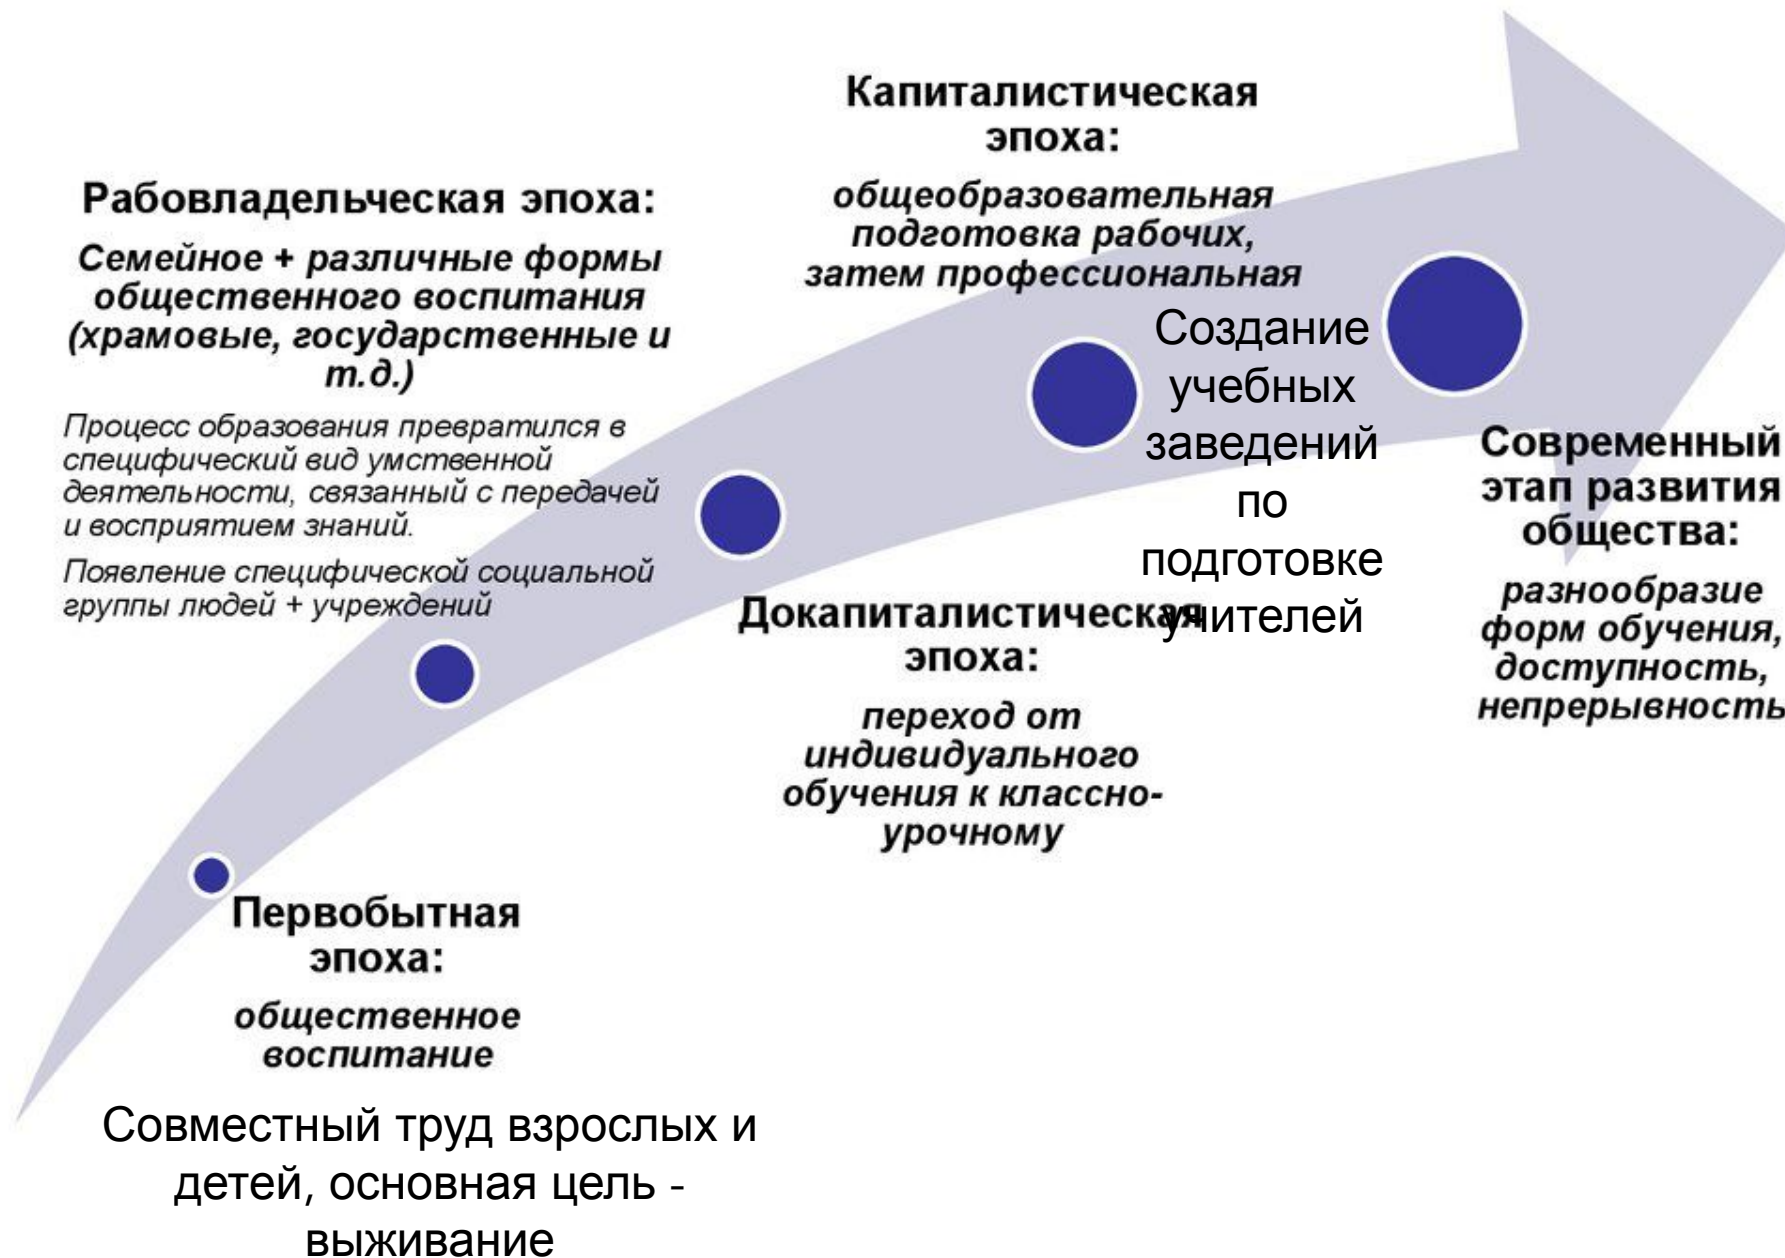 Капиталистическая
эпоха:
общеобразовательная
подготовка рабочих,
затем профессиональная
Рабовладельческая эпоха:
Семейное + различные формы
общественного воспитания
(храмовые, государственные и
т.д.)
Процесс образования превратился в
специфический вид умственной
деятельности, связанный с передачей
и восприятием знаний.
Появление специфической социальной
группы людей + учреждений
Создание
учебных
заведений
по
подготовке
учителей
Современный
этап развития
общества:
разнообразие
форм обучения,
доступность,
непрерывность
Докапиталистическая
эпоха:
переход от
индивидуального
обучения к классно-
урочному
Первобытная
эпоха:
общественное
воспитание
Совместный труд взрослых и
детей, основная цель -
выживание